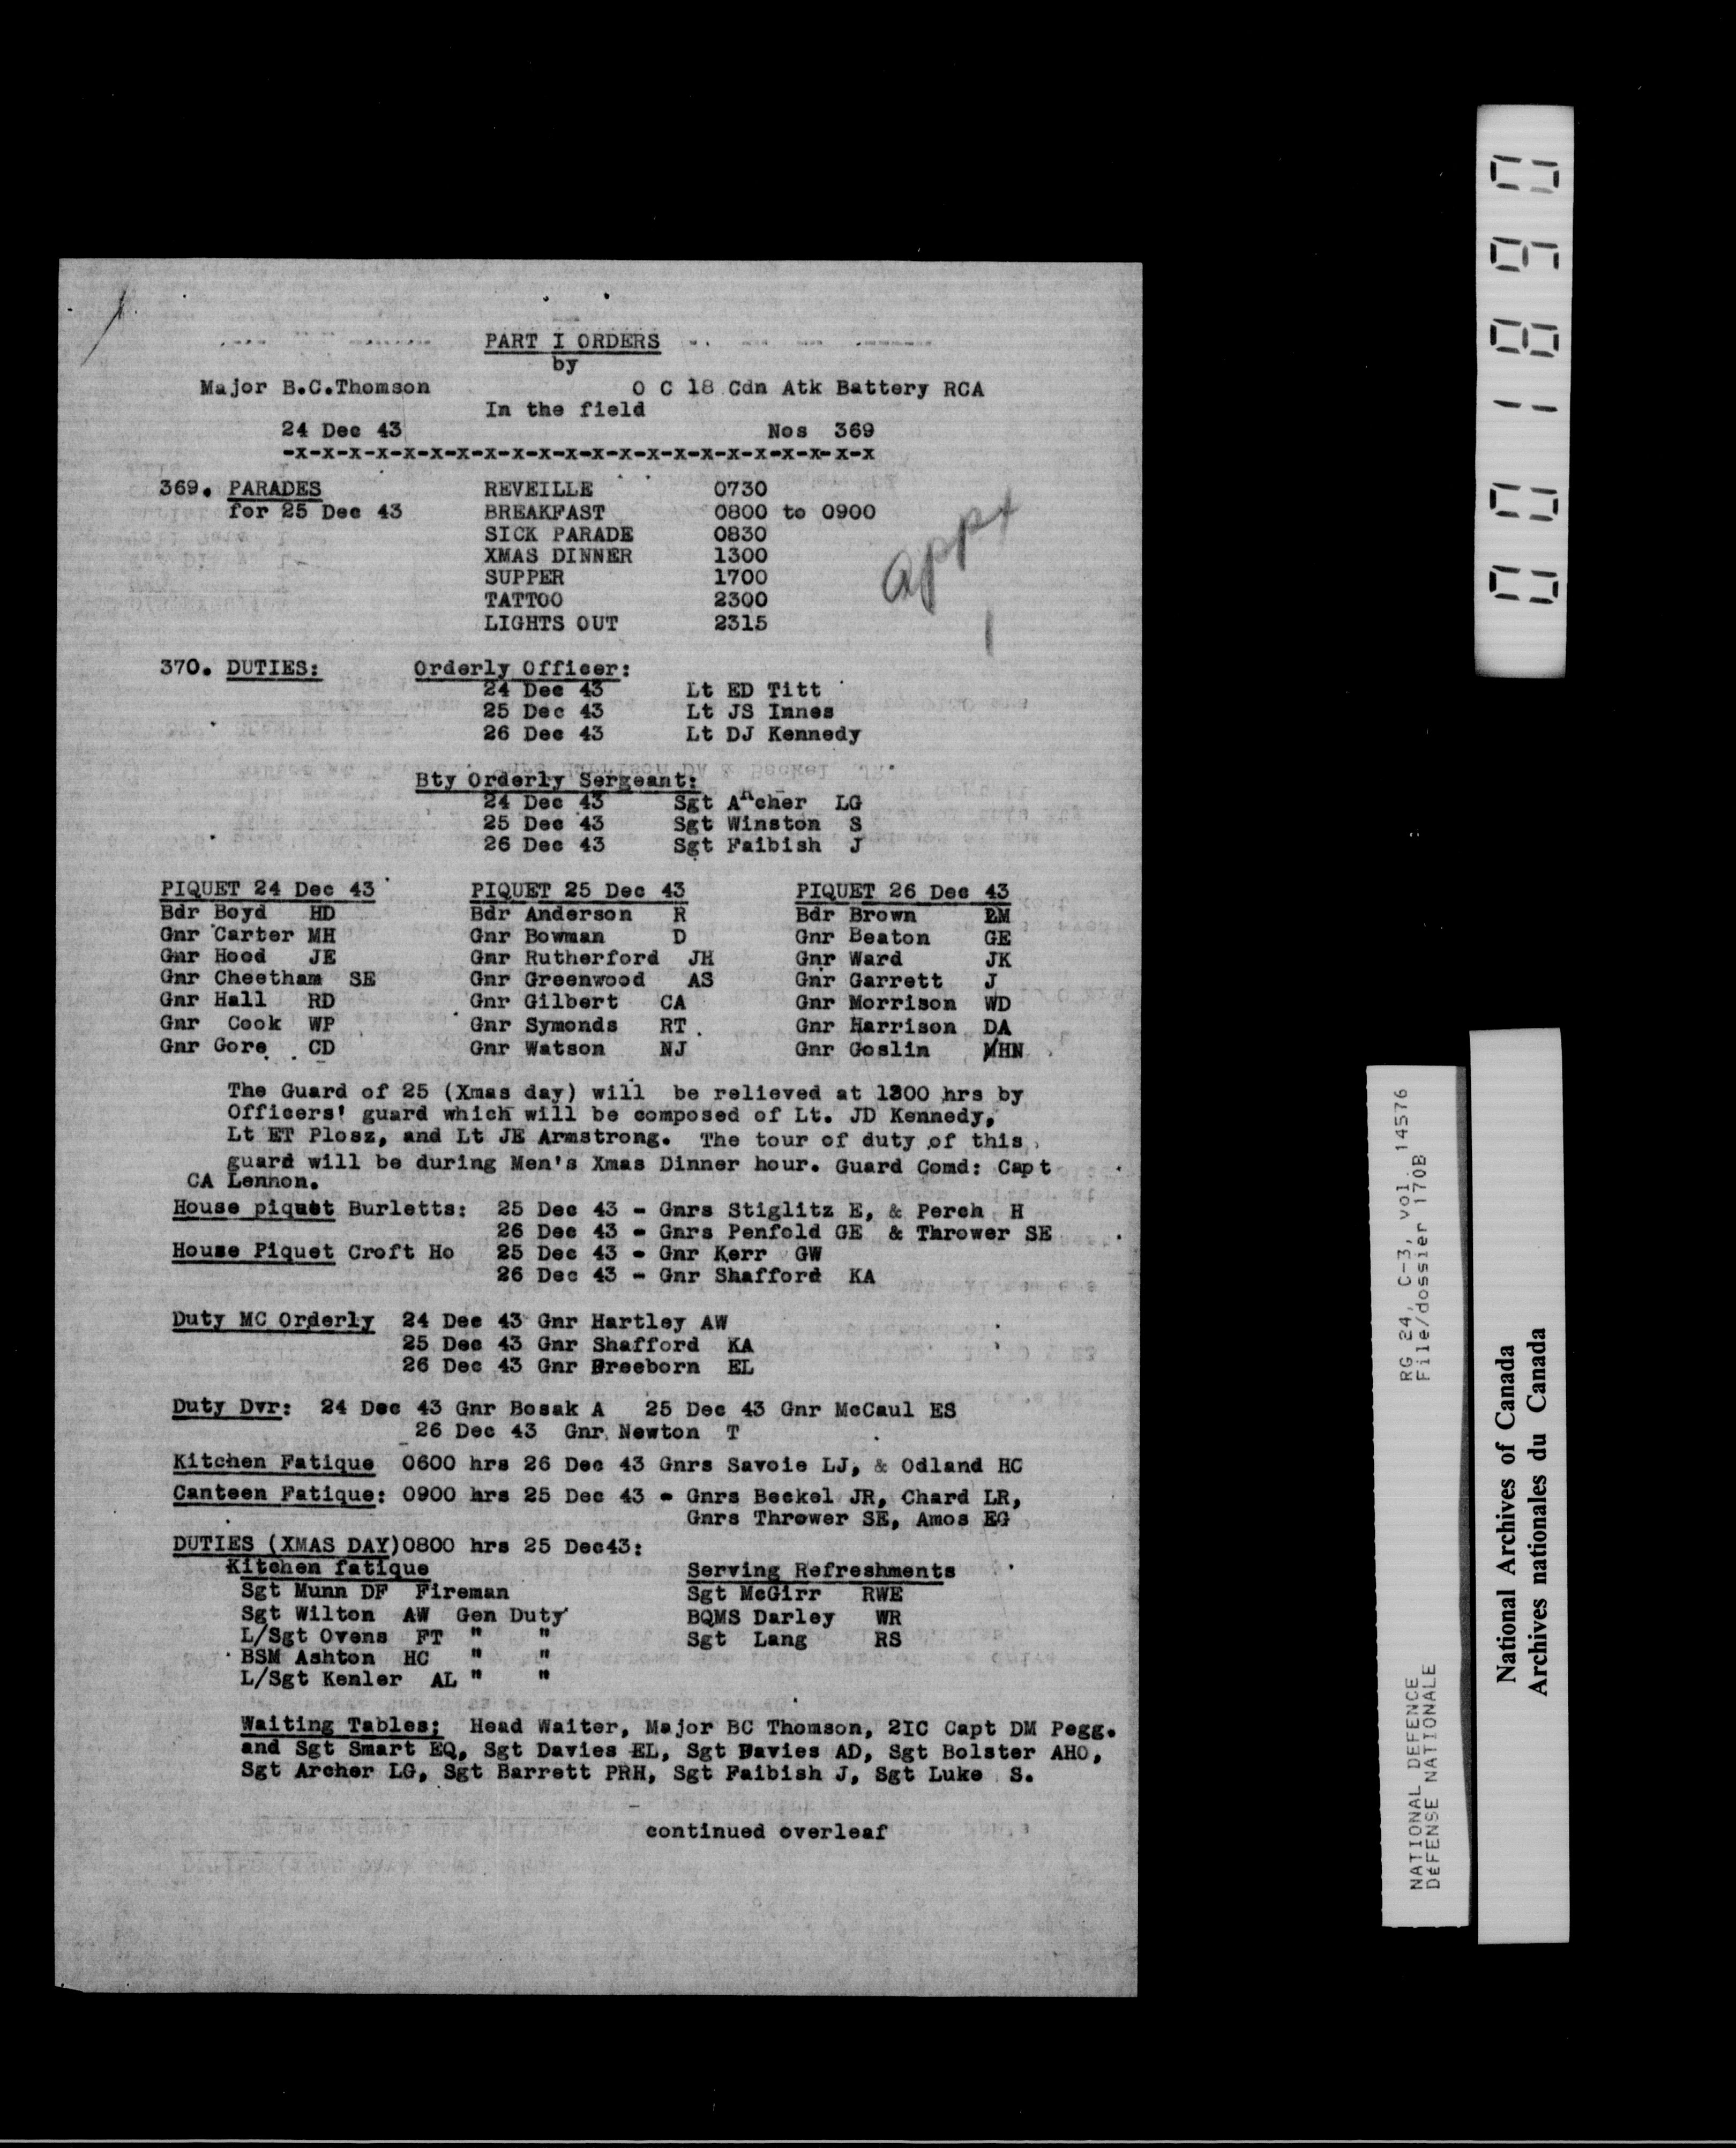 PART I ORDERS
by
Major B.C.Thomson O C 18 Cdn Atk Battery RCA
In the field
24 Dec 43 Nos 369
-x-x-x-x-x-x-x-x-x-x-x-x-x-x-x-x-x-x-x-x-x-x
369. PARADES REVEILLE 0730
for 25 Dec 43 BREAKFAST 0800 to 0900
SICK PARADE 0830
XMAS DINNER 1300
SUPPER 1700
TATTOO 2300
LIGHTS OUT 2315
appx
1
370. DUTIES: Orderly Officer:
24 Dec 43 Lt ED Titt
25 Dec 43 Lt JS Innes
26 Dec 43 Lt DJ Kennedy
Bty Orderly Sergeant:
24 Dec 43 Sgt Archer LG
25 Dec 43 Sgt Winston S
26 Dec 43 Sgt Faibish J
PIQUET 24 Dec 43 PIQUET 25 Dec 43 PIQUET 26 Dec 43
Bdr Boyd HD Bdr Anderson R Bdr Brown EM
Gnr Carter MH Gnr Bowman D Gnr Beaton GE
Gnr Hood JE Gnr Rutherford JH Gnr Ward JK
Gnr Cheetham SE Gnr Greenwood AS Gnr Garrett J
Gnr Hall RD Gnr Gilbert CA Gnr Morrison WD
Gnr Cook WP Gnr Symonds RT Gnr Harrison DA
Gnr Gore CD Gnr Watson NJ Gnr Goslin HN
The Guard of 25 (Xmas day) will be relieved at 1300 hrs by
Officers' guard which will be composed of Lt. JD Kennedy,
Lt ET Plosz, and Lt JE Armstrong. The tour of duty of this
guard will be during Men's Xmas Dinner hour. Guard Comd: Capt
CA Lennon.
House piquet Burletts: 25 Dec 43 - Gnrs Stiglitz E, & Perch H
26 Dec 43 - Gnrs Penfold GE & Thrower SE
House Piquet Croft Ho 25 Dec 43 - Gnr Kerr GW
26 Dec 43 - Gnr Shafford KA
Duty MC Orderly 24 Dec 43 Gnr Hartley AW
25 Dec 43 Gnr Shafford KA
26 Dec 43 Gnr Breeborn EL
Duty Dvr: 24 Dec 43 Gnr Bosak A 25 Dec 43 Gnr McCaul ES
26 Dec 43 Gnr Newton T
Kitchen Fatique 0600 hrs 26 Dec 43 Gnrs Savoie LJ, & Odland HC
Canteen Fatique: 0900 hrs 25 Dec 43 - Gnrs Beckel JR, Chard LR,
Gnrs Thrower SE, Amos EG
DUTIES (XMAS DAY)0800 hrs 25 Dec43:
Kitchen fatique Serving Refreshments
Sgt Munn DF Fireman Sgt McGirr RWE
Sgt Wilton AW Gen Duty BQMS Darley WR
L/Sgt Ovens FT " " Sgt Lang RS
BSM Ashton HC " "
L/Sgt Kenler AL " "
Waiting Tables: Head Waiter, Major BC Thomson, 2IC Capt DM Pegg.
and Sgt Smart EQ, Sgt Davies EL, Sgt Davies AD, Sgt Bolster AHO,
Sgt Archer LG, Sgt Barrett PRH, Sgt Faibish J, Sgt Luke S.
continued overleaf
001890
RG 24, C-3, vol. 14576
File/dossier 170B
NATIONAL DEFENCE
DÉFENSE NATIONALE
National Archives of Canada
Archives nationales du Canada